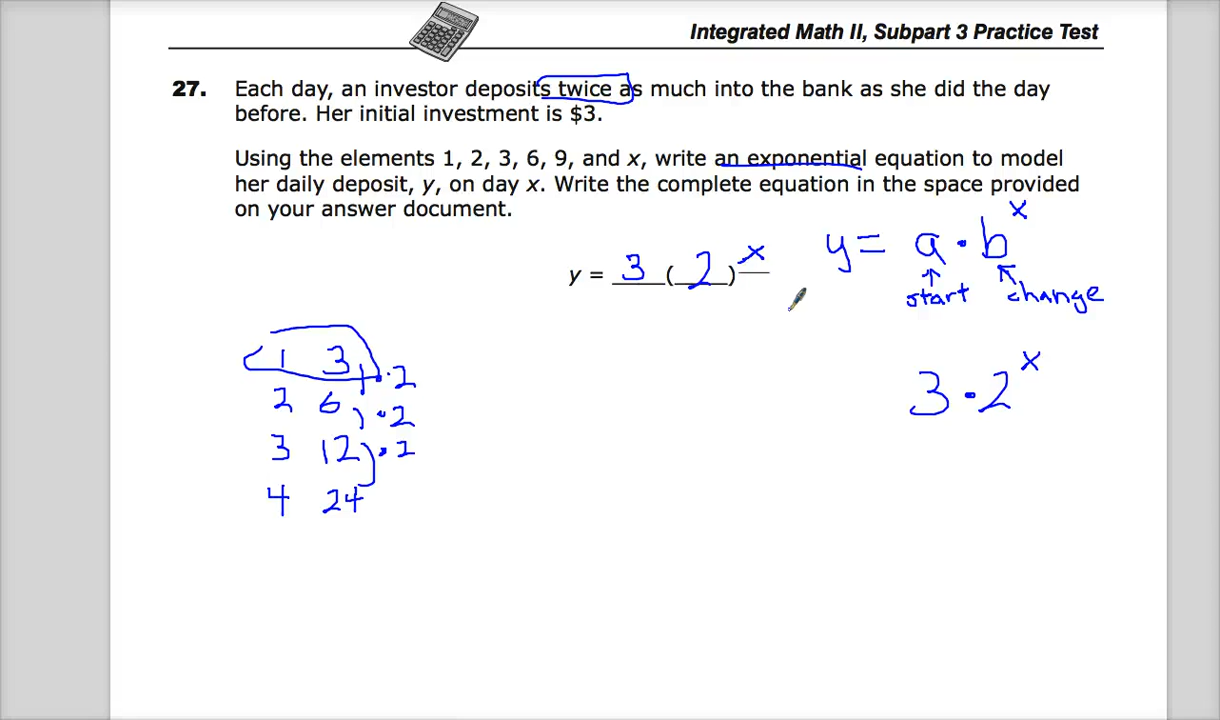 Integrated Math II, Subpart 3 Practice Test
27. Each day, an investor deposits twice as much into the bank as she did the day
before. Her initial investment is $3.
Using the elements 1, 2, 3, 6, 9, and x, write an exponential equation to model
her daily deposit, y, on day x. Write the complete equation in the space provided
on your answer document.
y = 3 (2)^x
y = a · b^x
start change
1 3 · 2
2 6 · 2
3 12 · 2
4 24
3 · 2^x